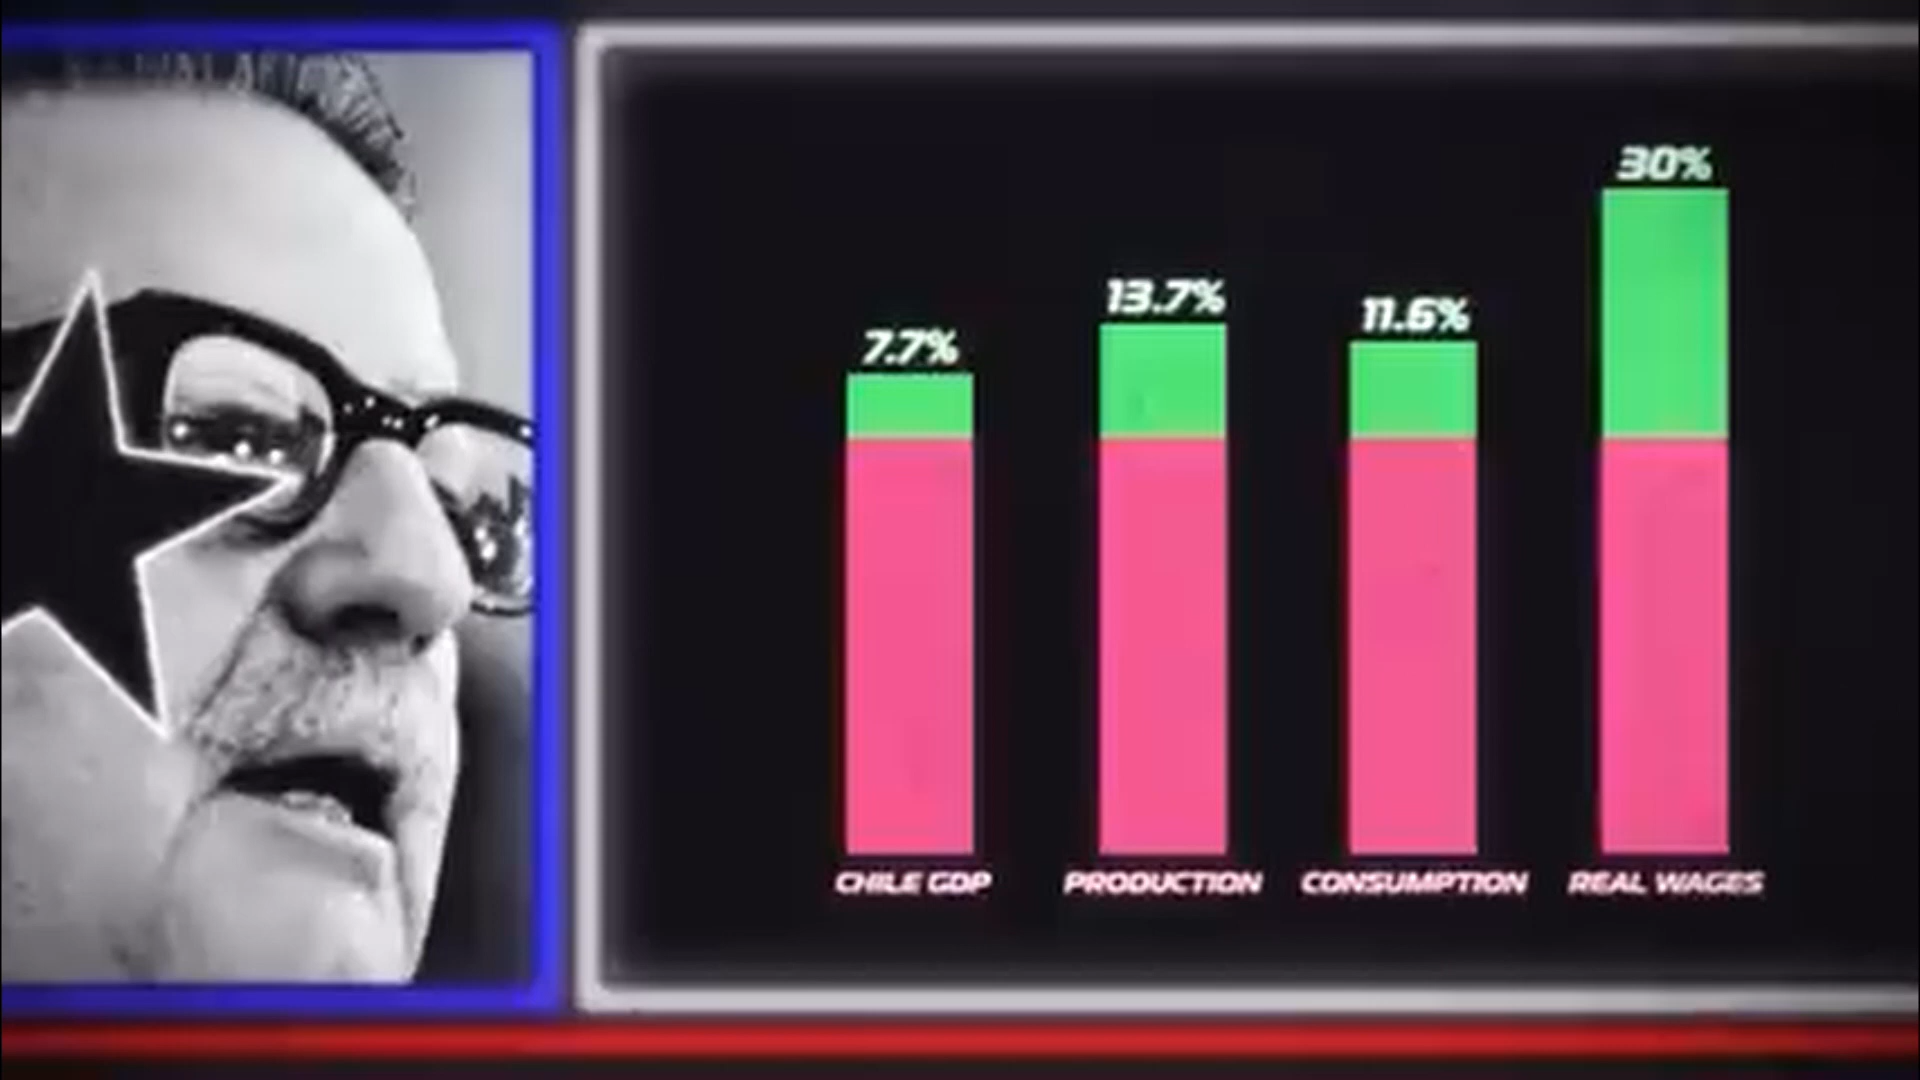 30%
13.7%
11.6%
7.7%
CHILE GDP PRODUCTION CONSUMPTION REAL WAGES